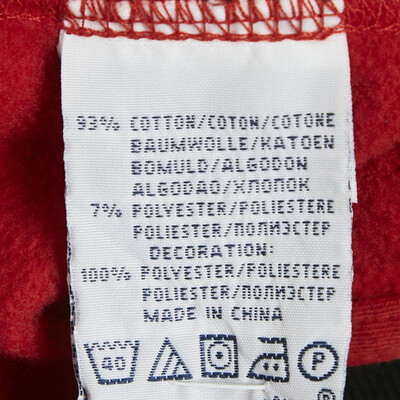 93% COTTON/COTON/COTONE
BAUMWOLLE/KATOEN
BOMULD/ALGODON
ALGODAO/ХЛОПОК
7% POLYESTER/POLIESTERE
POLIESTER/ПОЛИЭСТЕР
DECORATION:
100% POLYESTER/POLIESTERE
POLIESTER/ПОЛИЭСТЕР
MADE IN CHINA
40 P
®